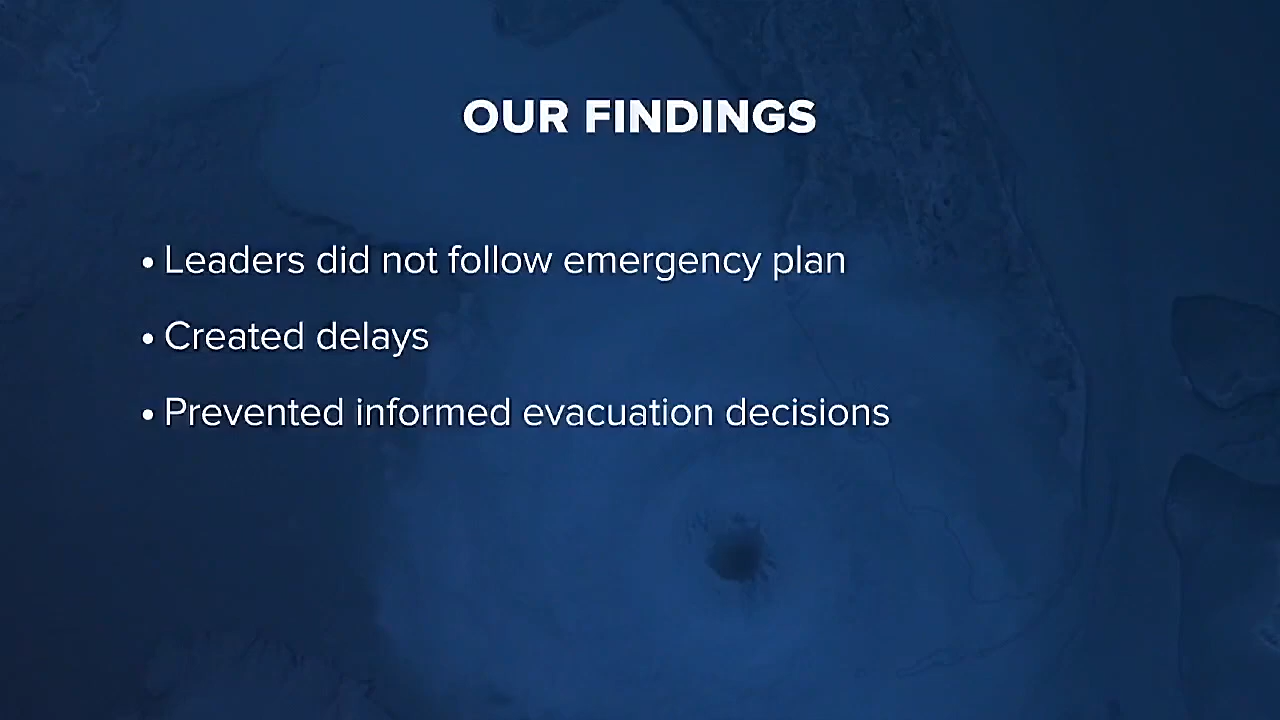 OUR FINDINGS
• Leaders did not follow emergency plan
• Created delays
• Prevented informed evacuation decisions